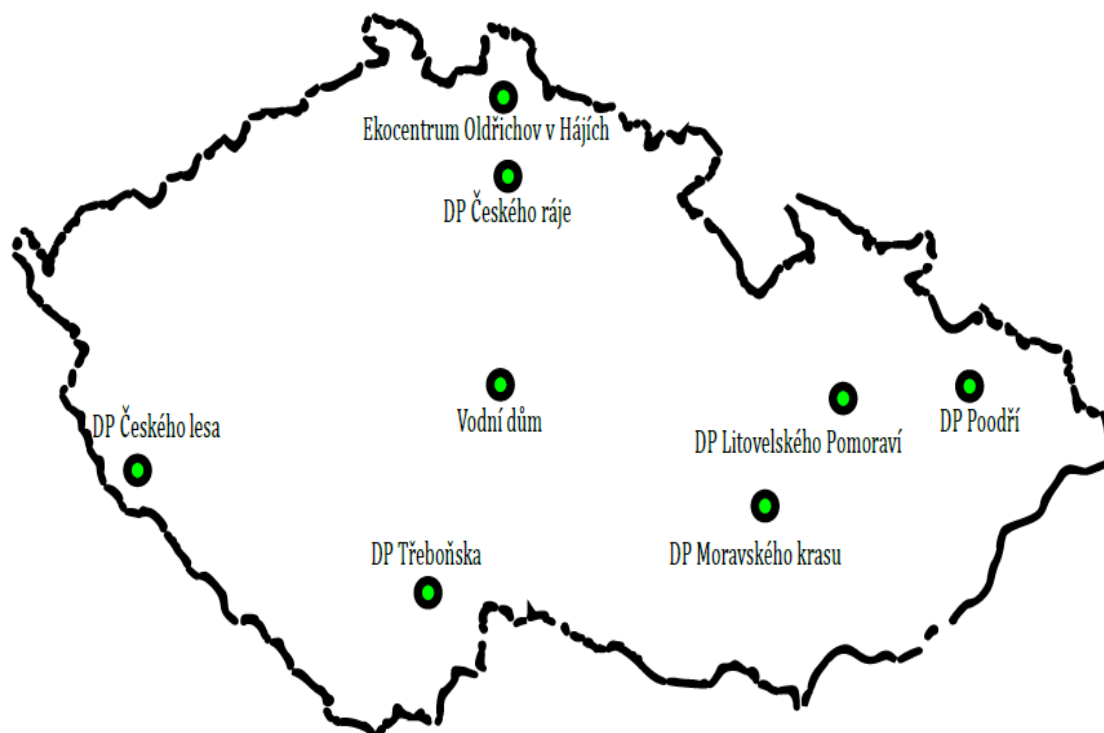 Ekocentrum Oldřichov v Hájích
DP Českého ráje
DP Českého lesa
Vodní dům
DP Litovelského Pomoraví
DP Poodří
DP Třeboňska
DP Moravského krasu